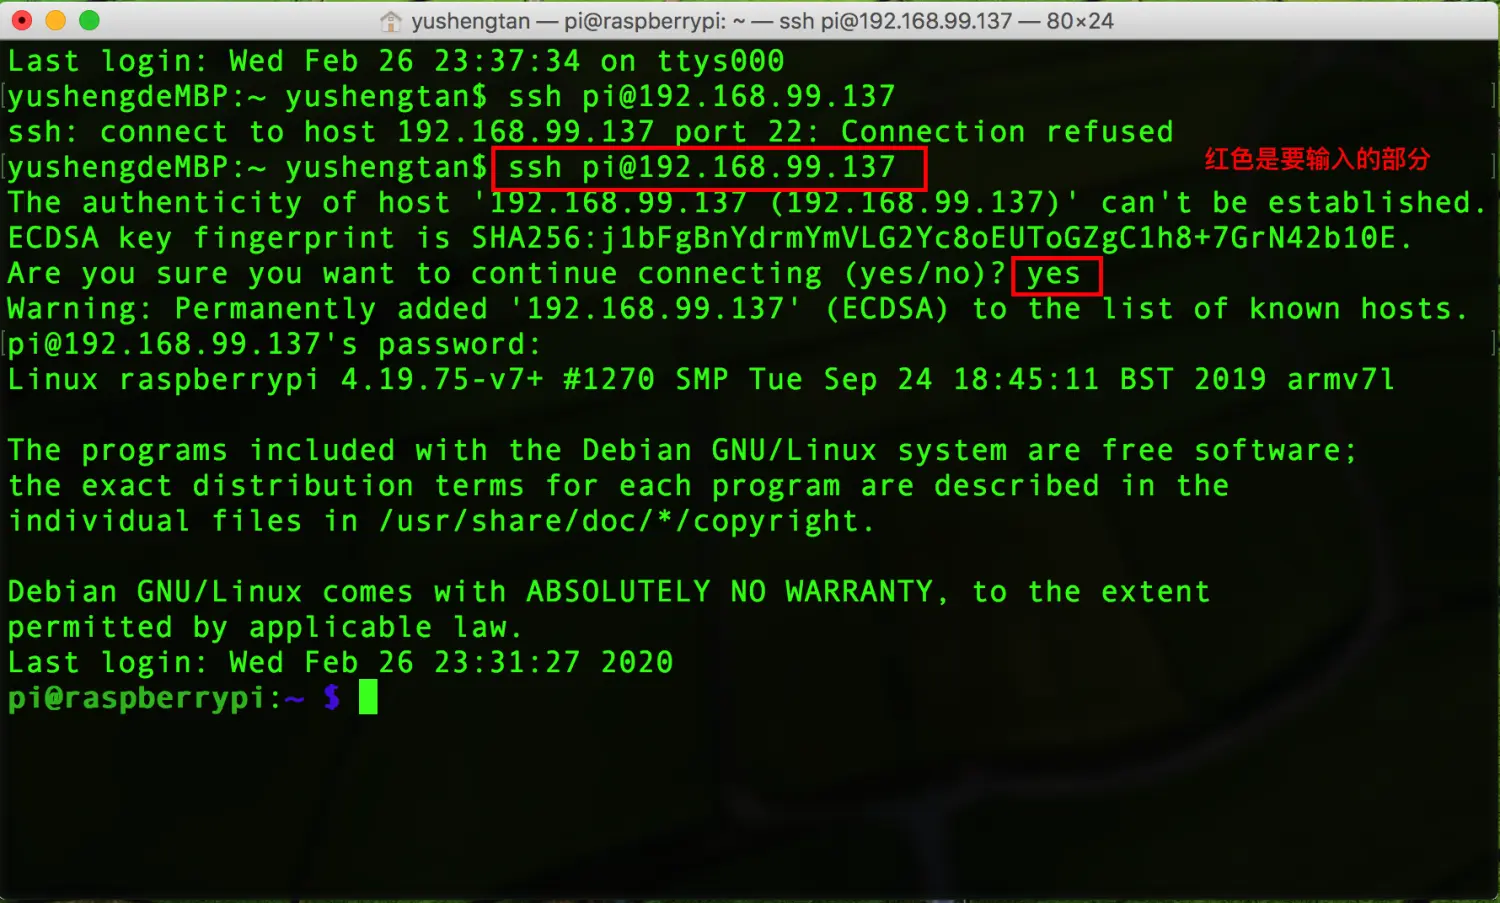 yushengtan — pi@raspberrypi: ~ — ssh pi@192.168.99.137 — 80×24
Last login: Wed Feb 26 23:37:34 on ttys000
[yushengdeMBP:~ yushengtan$ ssh pi@192.168.99.137 ]
ssh: connect to host 192.168.99.137 port 22: Connection refused
[yushengdeMBP:~ yushengtan$ ssh pi@192.168.99.137 红色是要输入的部分 ]
The authenticity of host '192.168.99.137 (192.168.99.137)' can't be established.
ECDSA key fingerprint is SHA256:j1bFgBnYdrmYmVLG2Yc8oEUToGZgC1h8+7GrN42b10E.
Are you sure you want to continue connecting (yes/no)? yes
Warning: Permanently added '192.168.99.137' (ECDSA) to the list of known hosts.
[pi@192.168.99.137's password: ]
Linux raspberrypi 4.19.75-v7+ #1270 SMP Tue Sep 24 18:45:11 BST 2019 armv7l
The programs included with the Debian GNU/Linux system are free software;
the exact distribution terms for each program are described in the
individual files in /usr/share/doc/*/copyright.
Debian GNU/Linux comes with ABSOLUTELY NO WARRANTY, to the extent
permitted by applicable law.
Last login: Wed Feb 26 23:31:27 2020
pi@raspberrypi:~ $